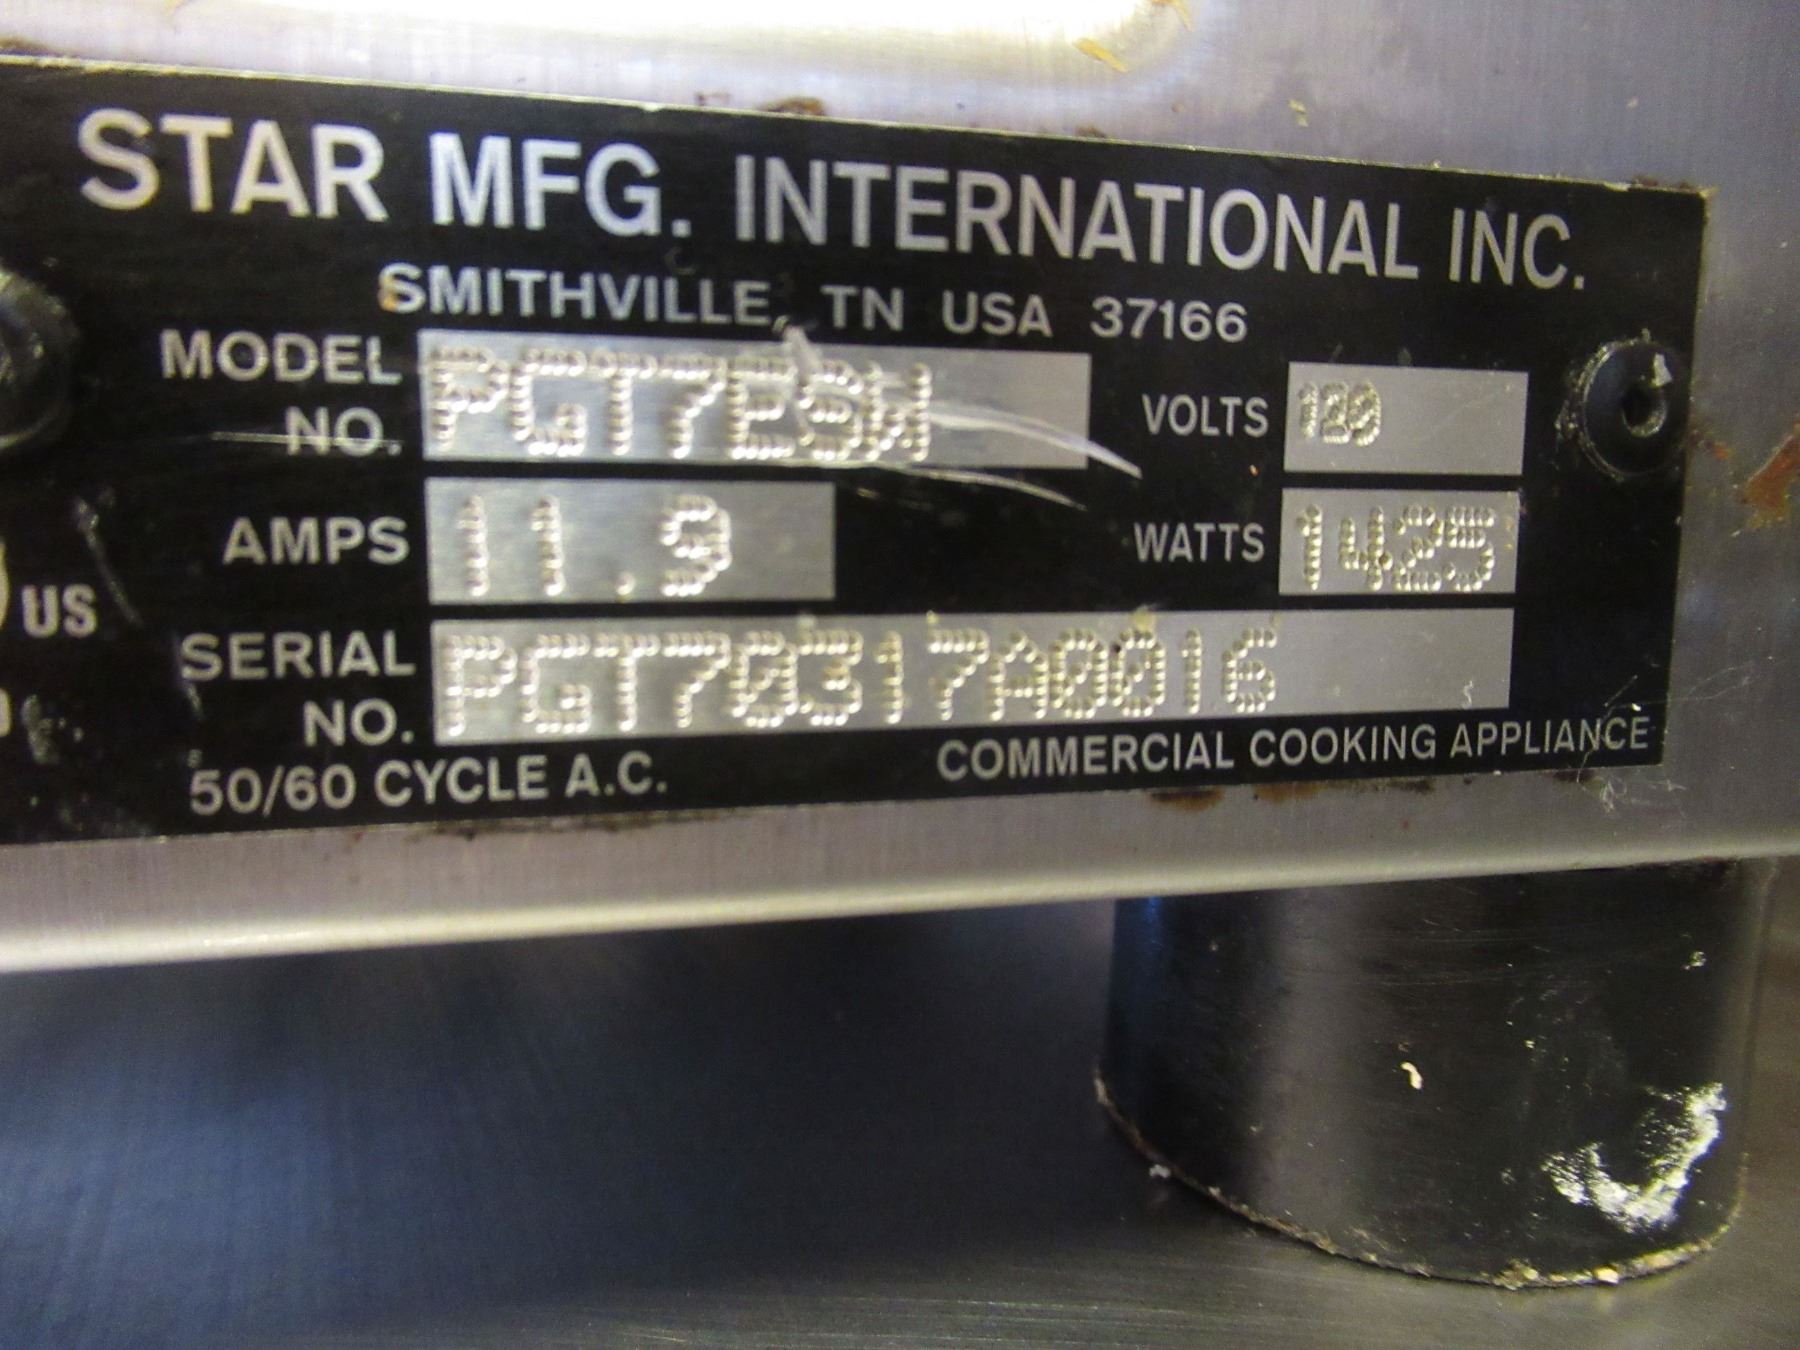 STAR MFG. INTERNATIONAL INC.
SMITHVILLE, TN USA 37166
MODEL NO. PGT7ESW
VOLTS 120
AMPS 11.9
WATTS 1425
US
SERIAL NO. PGT70317A0016
50/60 CYCLE A.C.
COMMERCIAL COOKING APPLIANCE